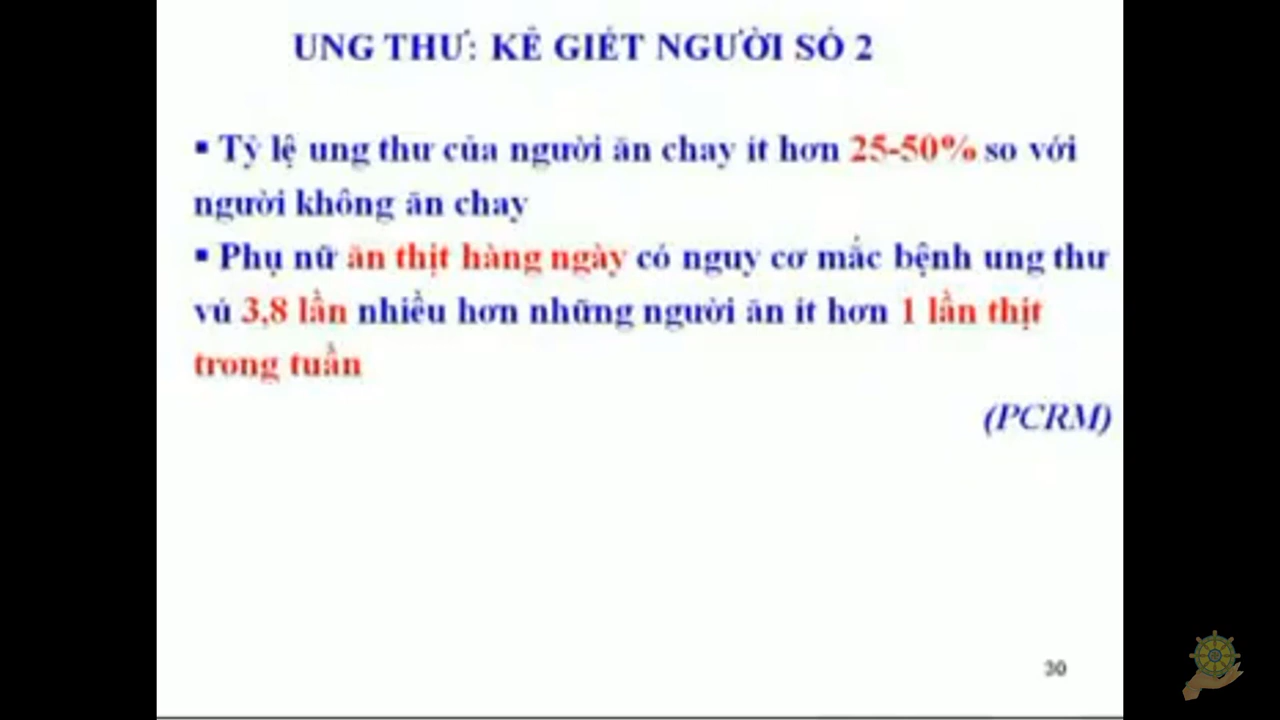 UNG THƯ: KẺ GIẾT NGƯỜI SỐ 2
▪ Tỷ lệ ung thư của người ăn chay ít hơn 25-50% so với
người không ăn chay
▪ Phụ nữ ăn thịt hàng ngày có nguy cơ mắc bệnh ung thư
vú 3,8 lần nhiều hơn những người ăn ít hơn 1 lần thịt
trong tuần
(PCRM)
30